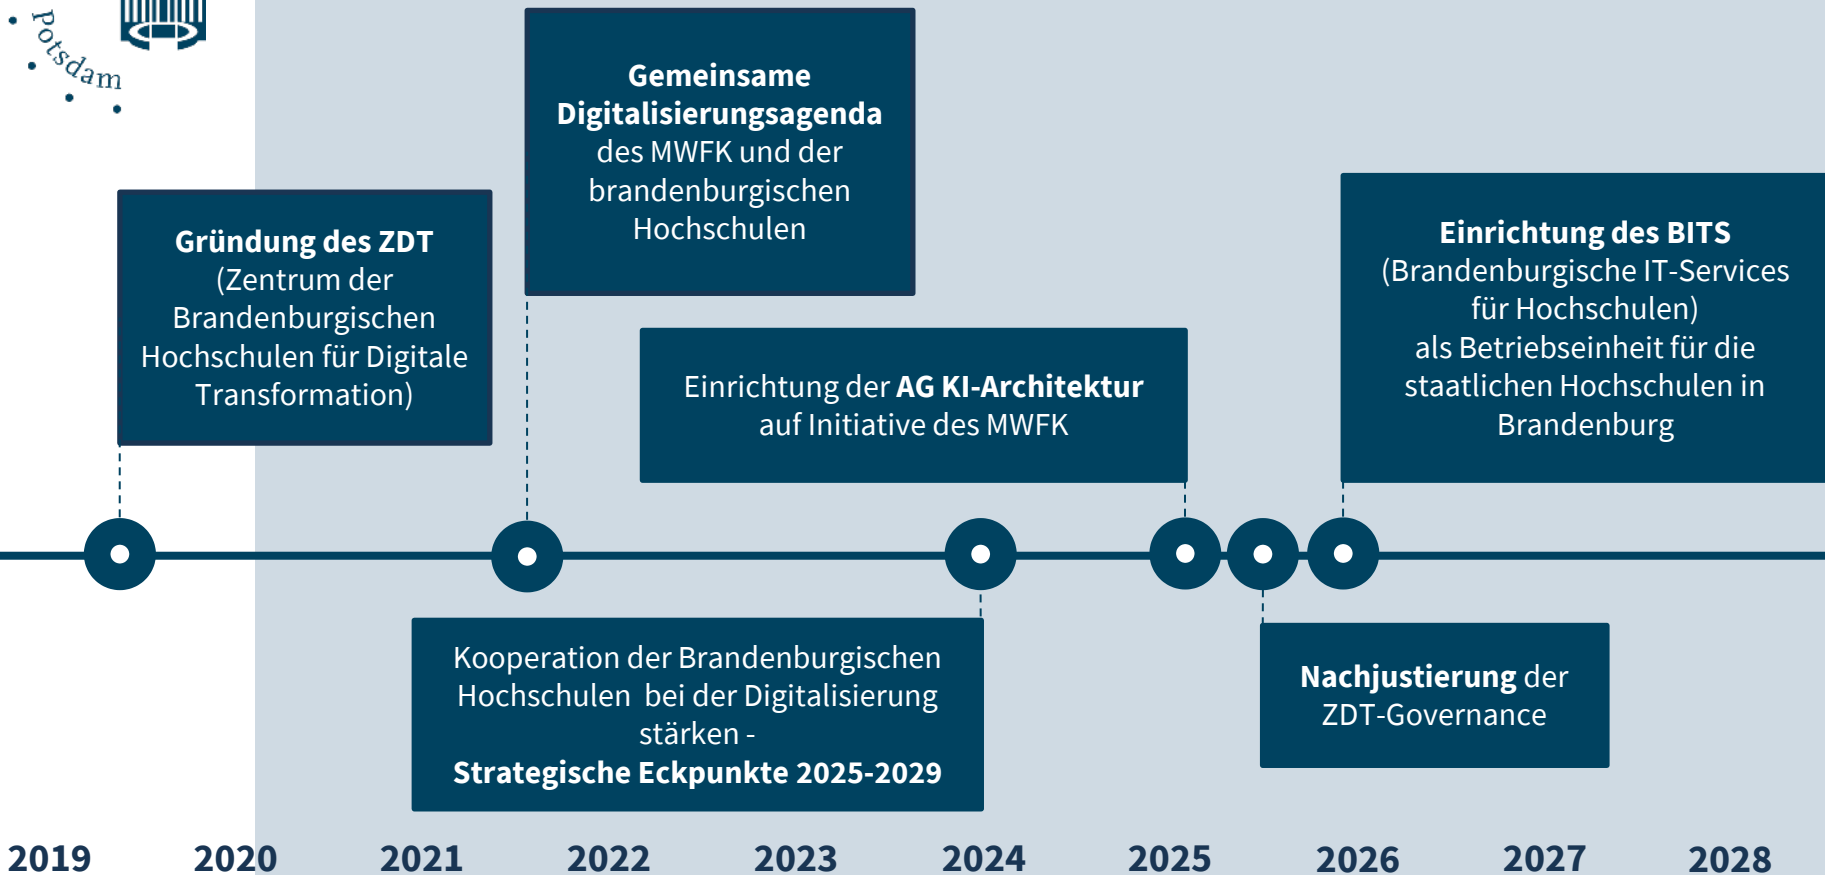 Potsdam
Gemeinsame
Digitalisierungsagenda
des MWFK und der
brandenburgischen
Hochschulen
Gründung des ZDT
(Zentrum der
Brandenburgischen
Hochschulen für Digitale
Transformation)
Einrichtung der AG KI-Architektur
auf Initiative des MWFK
Einrichtung des BITS
(Brandenburgische IT-Services
für Hochschulen)
als Betriebseinheit für die
staatlichen Hochschulen in
Brandenburg
Kooperation der Brandenburgischen
Hochschulen bei der Digitalisierung
stärken -
Strategische Eckpunkte 2025-2029
Nachjustierung der
ZDT-Governance
2019 2020 2021 2022 2023 2024 2025 2026 2027 2028